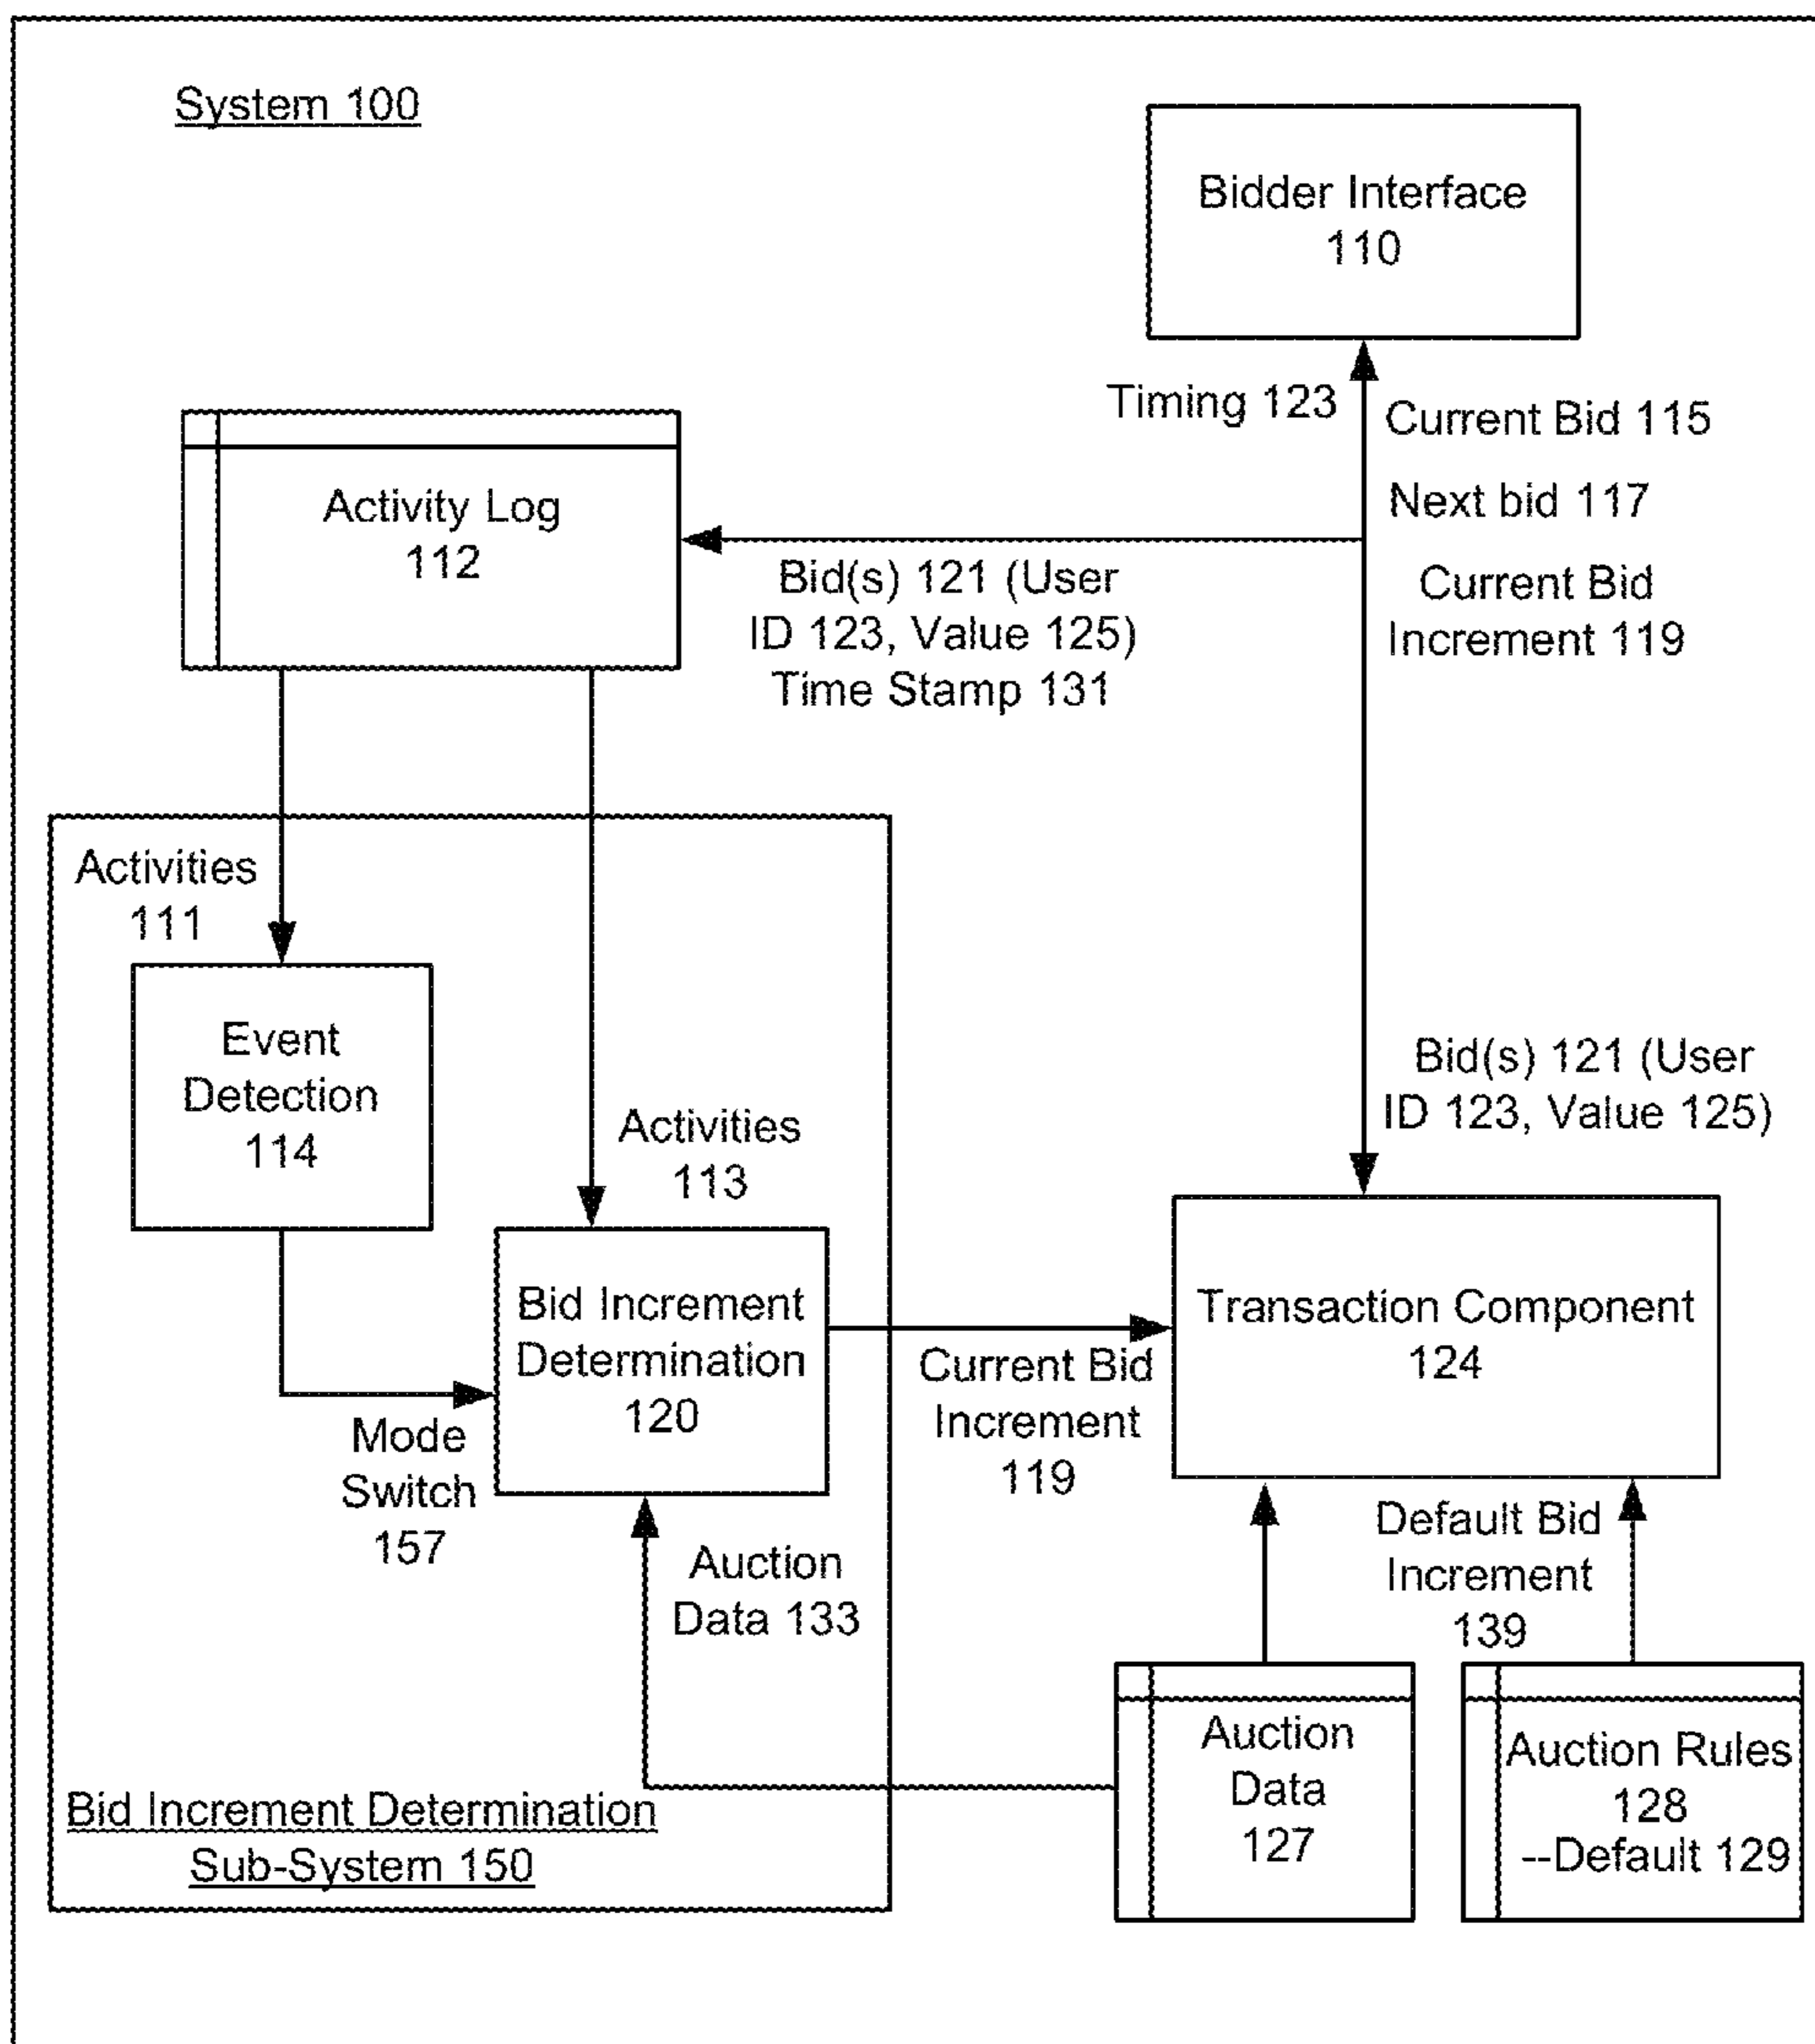 System 100
Bidder Interface
110
Timing 123
Current Bid 115
Next bid 117
Current Bid
Increment 119
Activity Log
112
Bid(s) 121 (User
ID 123, Value 125)
Time Stamp 131
Activities
111
Event
Detection
114
Activities
113
Bid(s) 121 (User
ID 123, Value 125)
Bid Increment
Determination
120
Transaction Component
124
Current Bid
Increment
119
Mode
Switch
157
Auction
Data 133
Default Bid
Increment
139
Auction
Data
127
Auction Rules
128
--Default 129
Bid Increment Determination
Sub-System 150